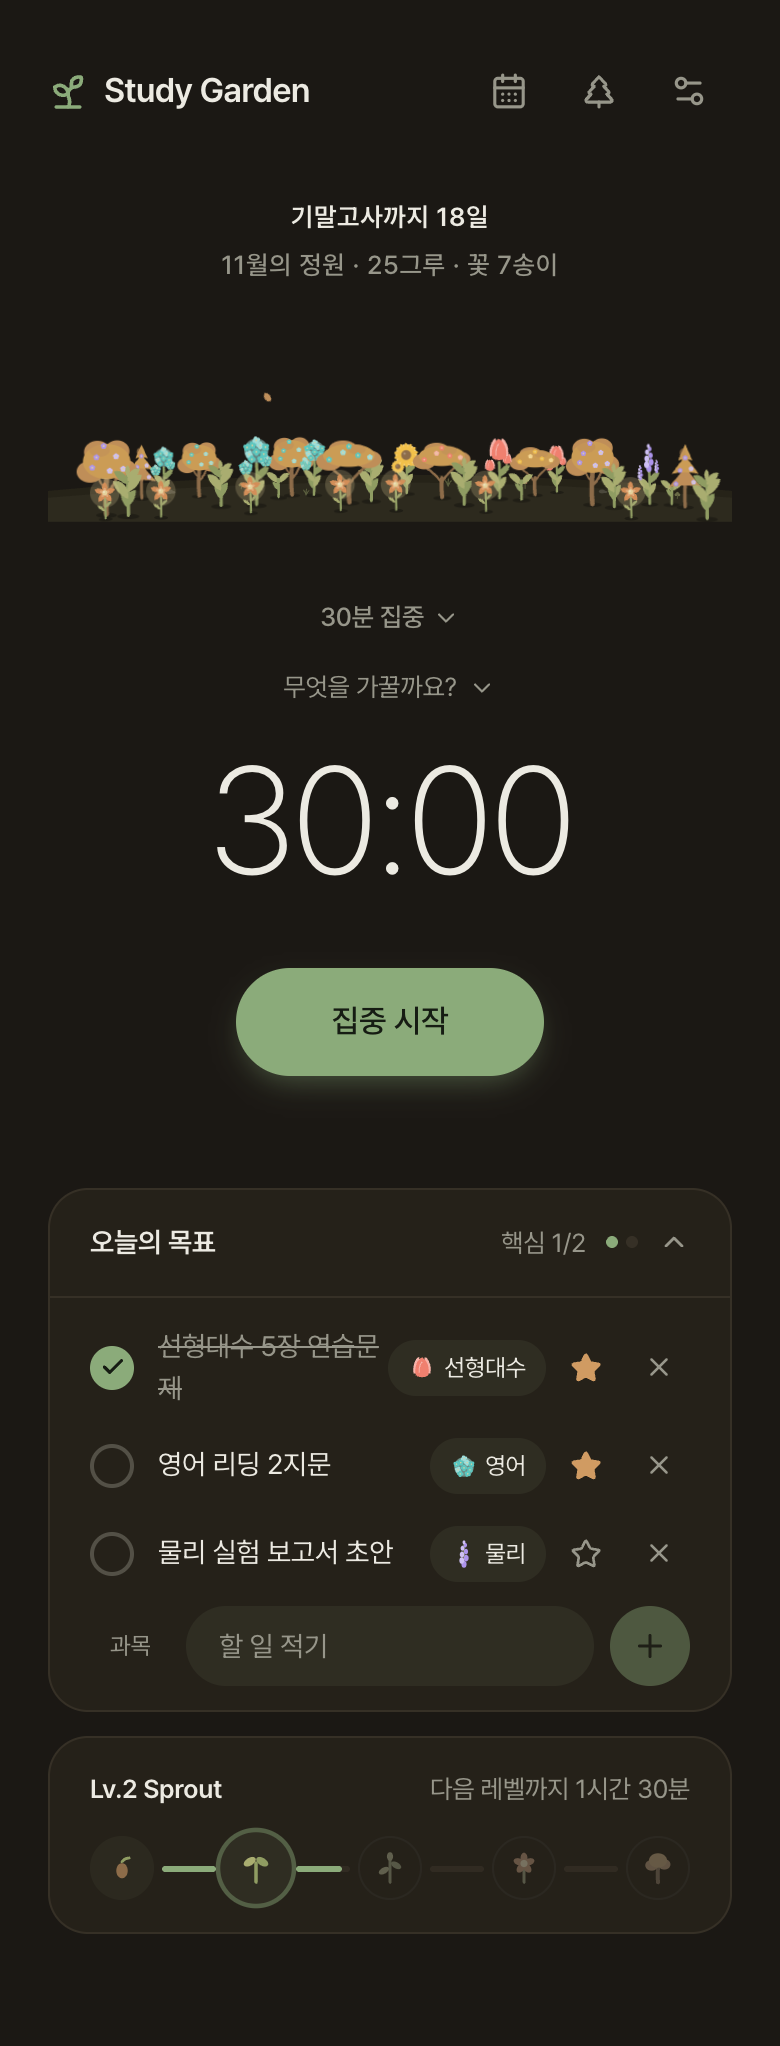 Study Garden
기말고사까지 18일
11월의 정원 · 25그루 · 꽃 7송이
30분 집중
무엇을 가꿀까요?
30:00
집중 시작
오늘의 목표
핵심 1/2
선형대수 5장 연습문
제
선형대수
영어 리딩 2지문
영어
물리 실험 보고서 초안
물리
과목
할 일 적기
Lv.2 Sprout
다음 레벨까지 1시간 30분